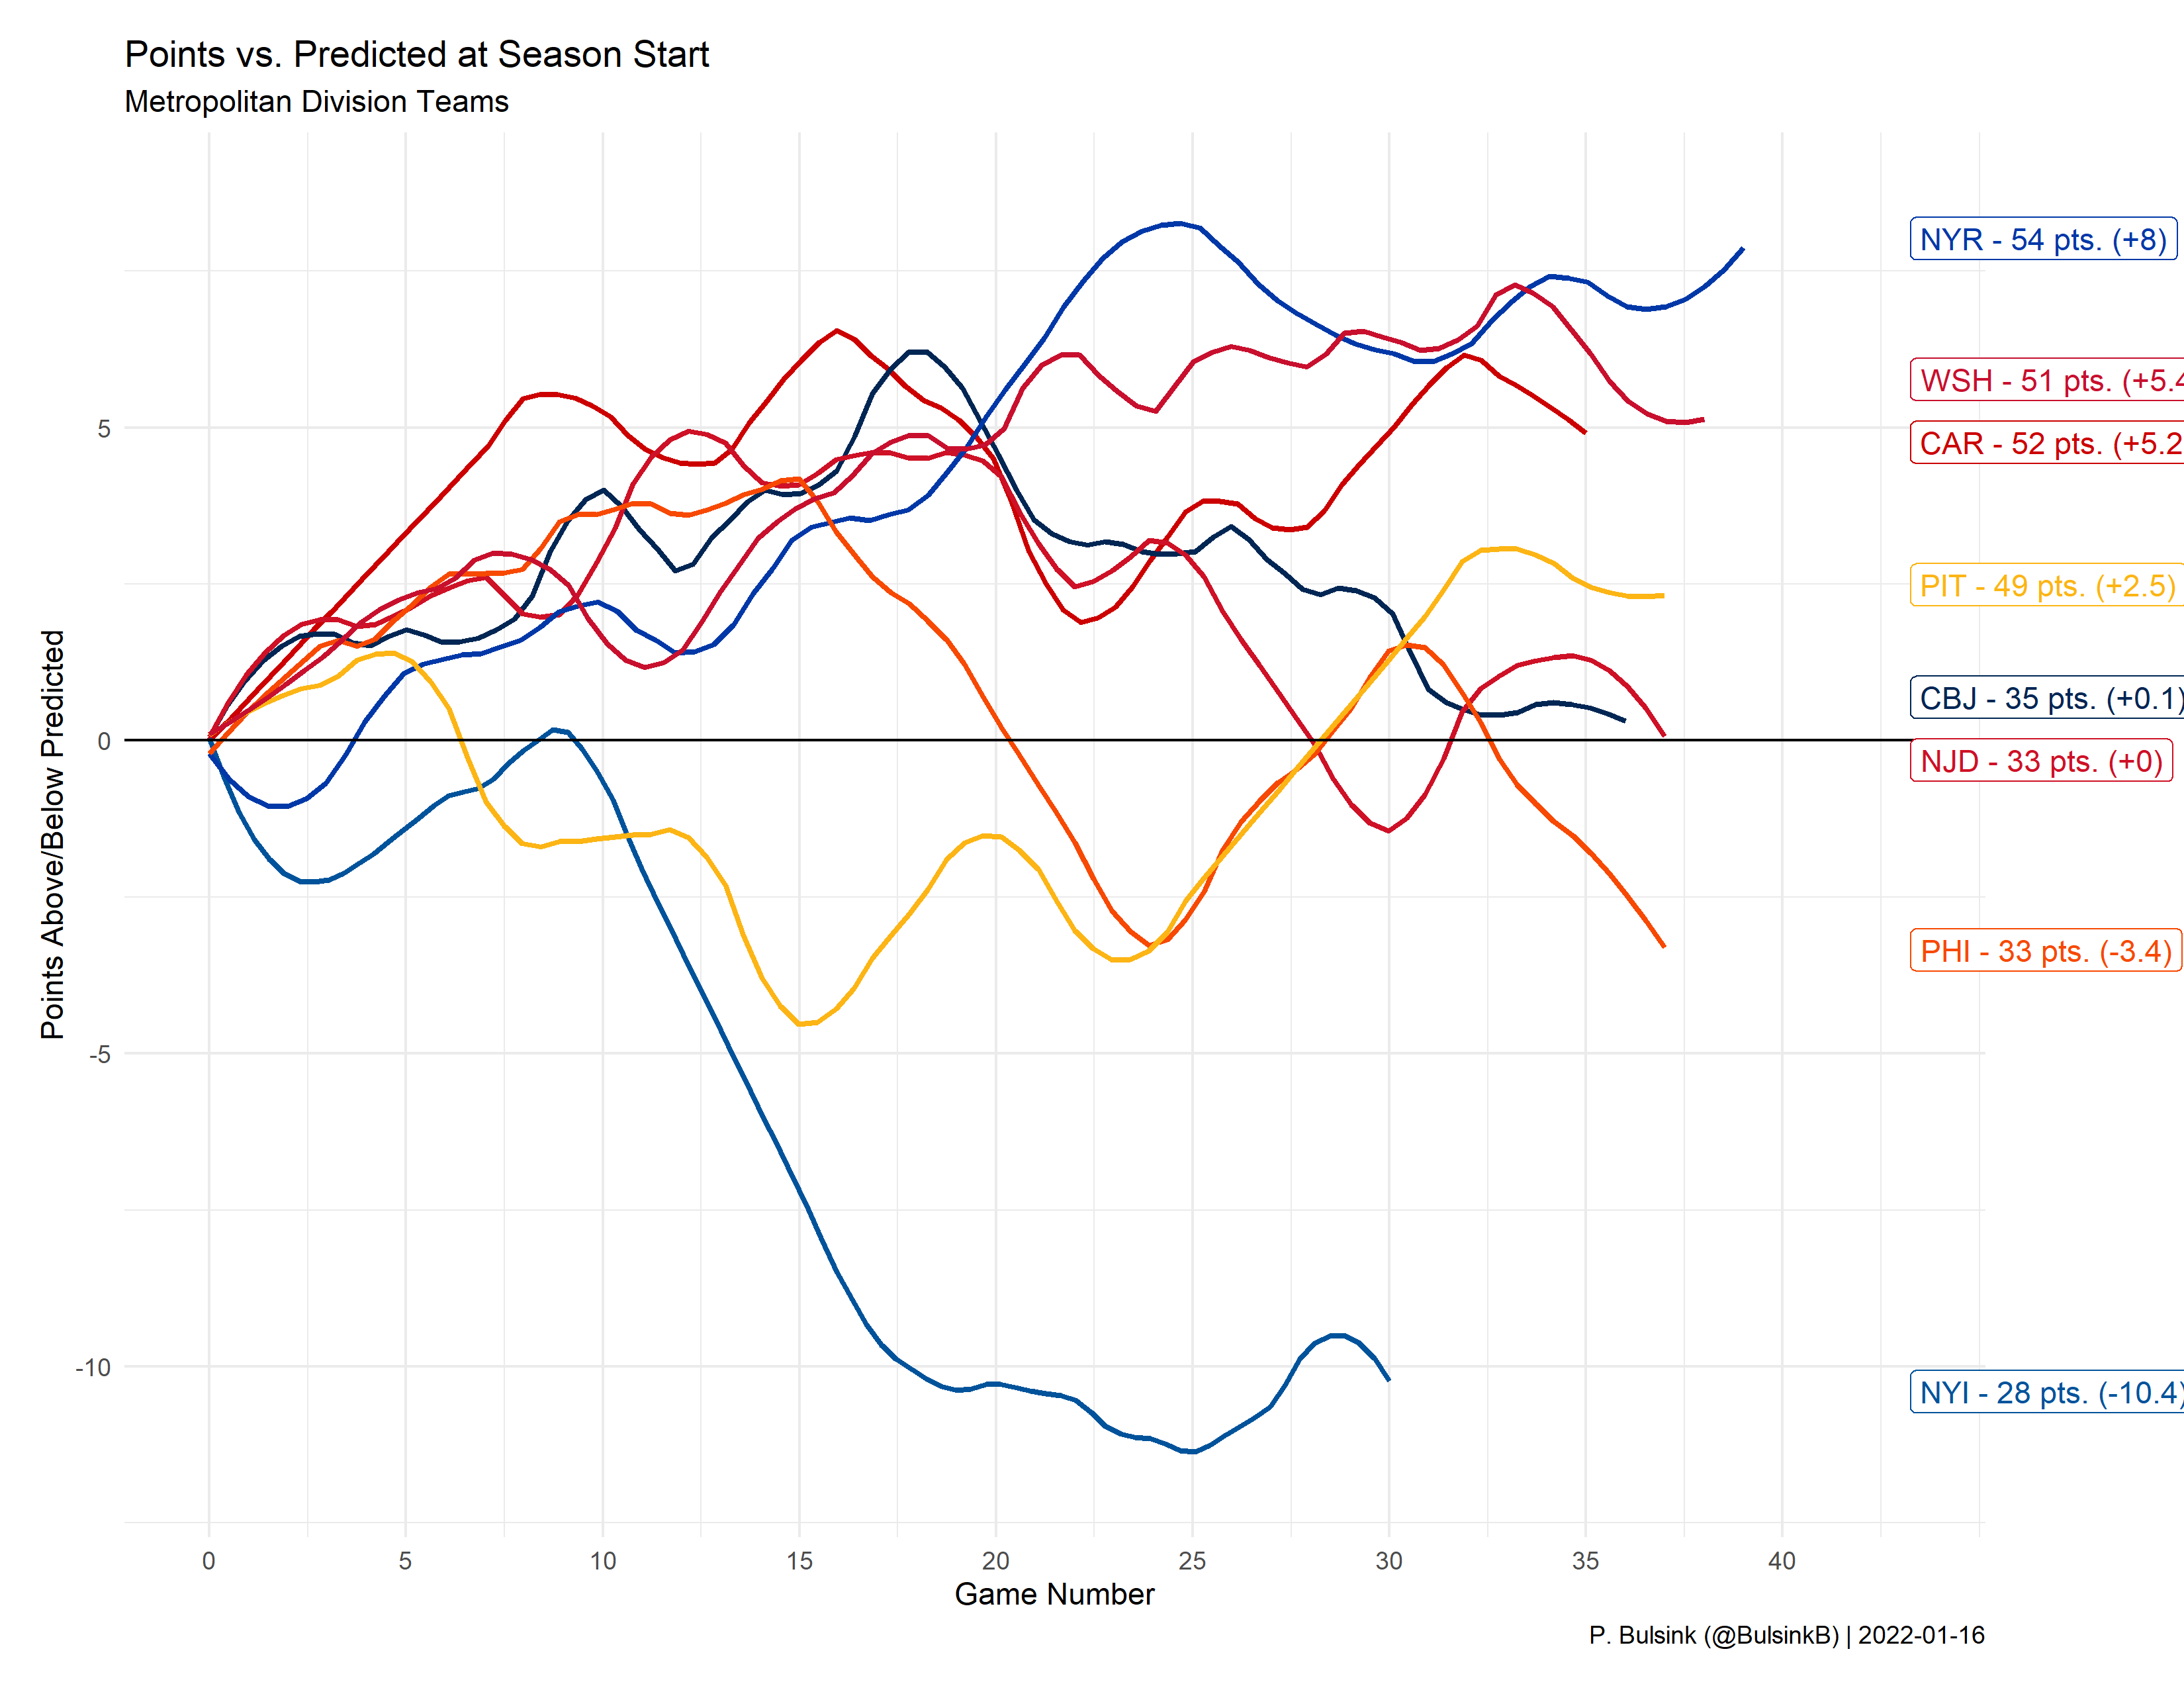 Points vs. Predicted at Season Start
Metropolitan Division Teams
Points Above/Below Predicted
5
0
-5
-10
NYR - 54 pts. (+8)
WSH - 51 pts. (+5.4
CAR - 52 pts. (+5.2
PIT - 49 pts. (+2.5)
CBJ - 35 pts. (+0.1)
NJD - 33 pts. (+0)
PHI - 33 pts. (-3.4)
NYI - 28 pts. (-10.4)
0 5 10 15 20 25 30 35 40
Game Number
P. Bulsink (@BulsinkB) | 2022-01-16